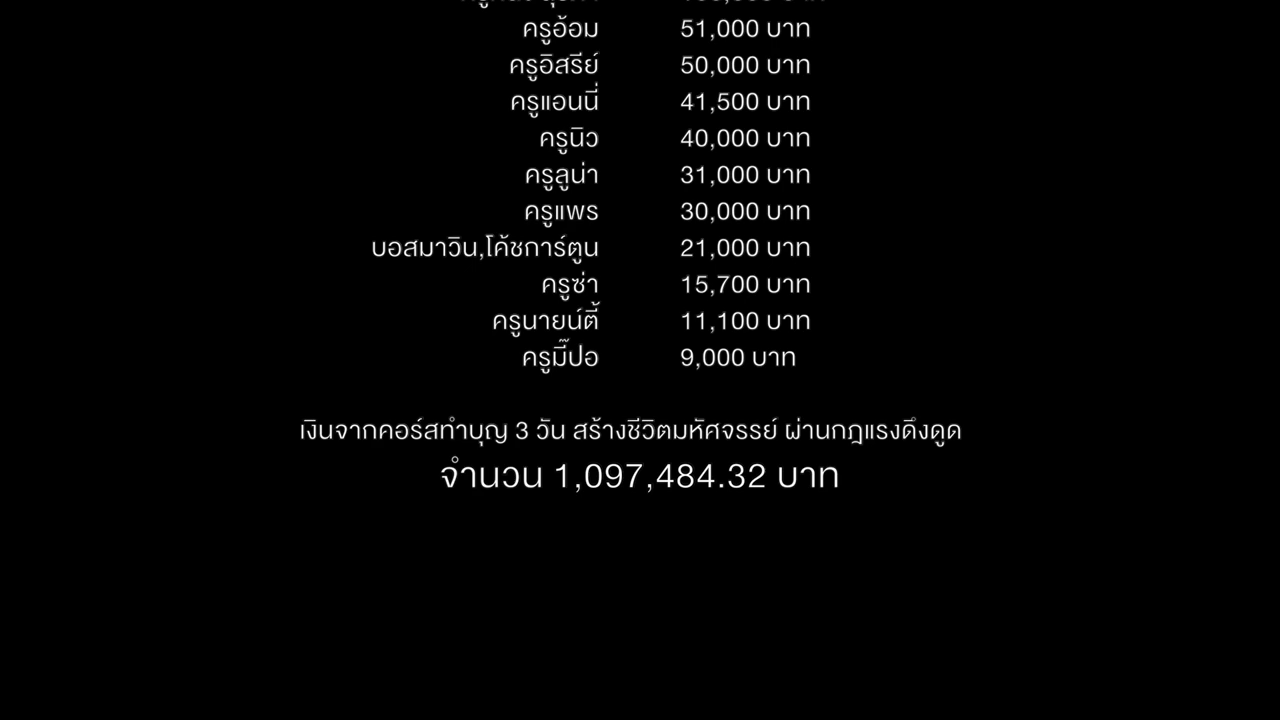 ครูอ้อม 51,000 บาท
ครูอิสรีย์ 50,000 บาท
ครูแอนนี่ 41,500 บาท
ครูนิว 40,000 บาท
ครูลูน่า 31,000 บาท
ครูแพร 30,000 บาท
บอสมาวิน,โค้ชการ์ตูน 21,000 บาท
ครูซ่า 15,700 บาท
ครูนายน์ตี้ 11,100 บาท
ครูมี๊ปอ 9,000 บาท
เงินจากคอร์สทำบุญ 3 วัน สร้างชีวิตมหัศจรรย์ ผ่านกฎแรงดึงดูด
จำนวน 1,097,484.32 บาท